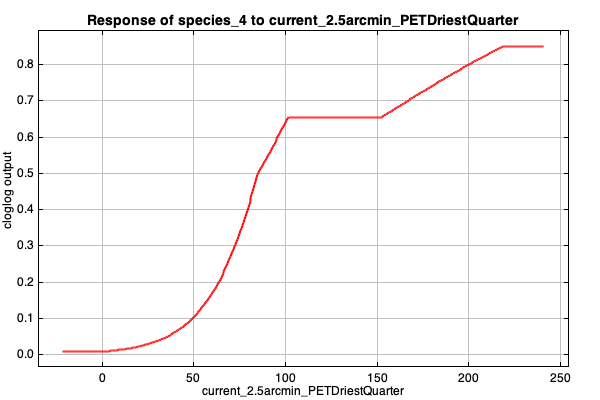 Response of species_4 to current_2.5arcmin_PETDriestQuarter
cloglog output
0.8
0.7
0.6
0.5
0.4
0.3
0.2
0.1
0.0
0 50 100 150 200 250
current_2.5arcmin_PETDriestQuarter